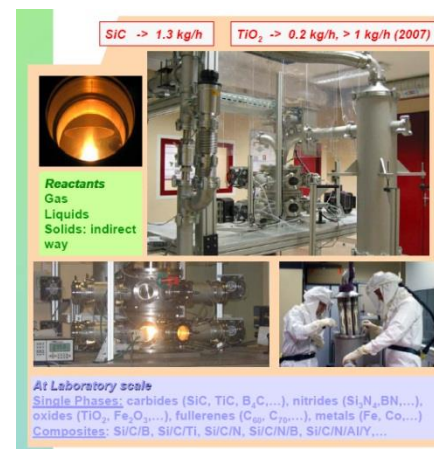 SiC -> 1.3 kg/h
TiO₂ -> 0.2 kg/h, > 1 kg/h (2007)
Reactants
Gas
Liquids
Solids: indirect
way
At Laboratory scale
Single Phases: carbides (SiC, TiC, B₄C,...), nitrides (Si₃N₄,BN,...),
oxides (TiO₂, Fe₂O₃,...), fullerenes (C₆₀, C₇₀,...), metals (Fe, Co,...)
Composites: Si/C/B, Si/C/Ti, Si/C/N, Si/C/N/B, Si/C/N/Al/Y,...